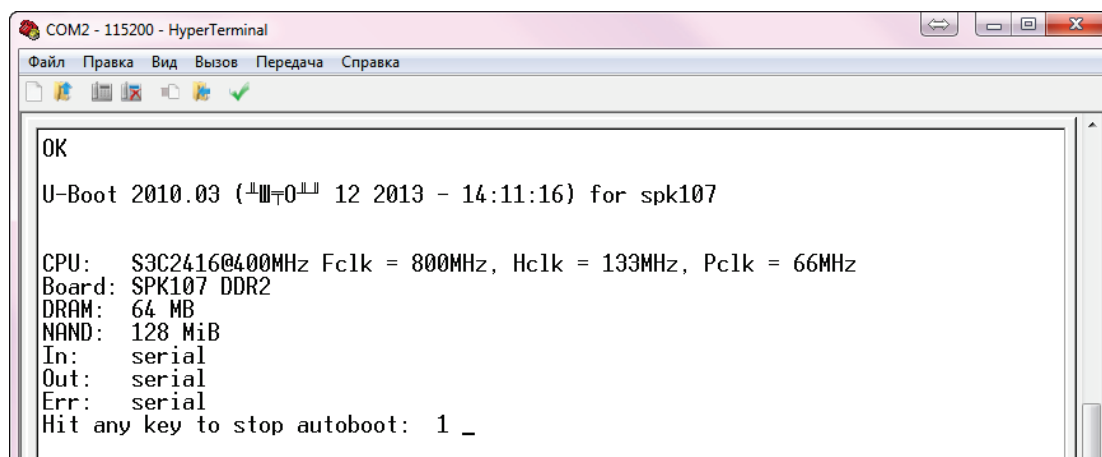 COM2 - 115200 - HyperTerminal
Файл Правка Вид Вызов Передача Справка
OK
U-Boot 2010.03 (╨Ш╤О╨╜ 12 2013 - 14:11:16) for spk107
CPU: S3C2416@400MHz Fclk = 800MHz, Hclk = 133MHz, Pclk = 66MHz
Board: SPK107 DDR2
DRAM: 64 MB
NAND: 128 MiB
In: serial
Out: serial
Err: serial
Hit any key to stop autoboot: 1 _